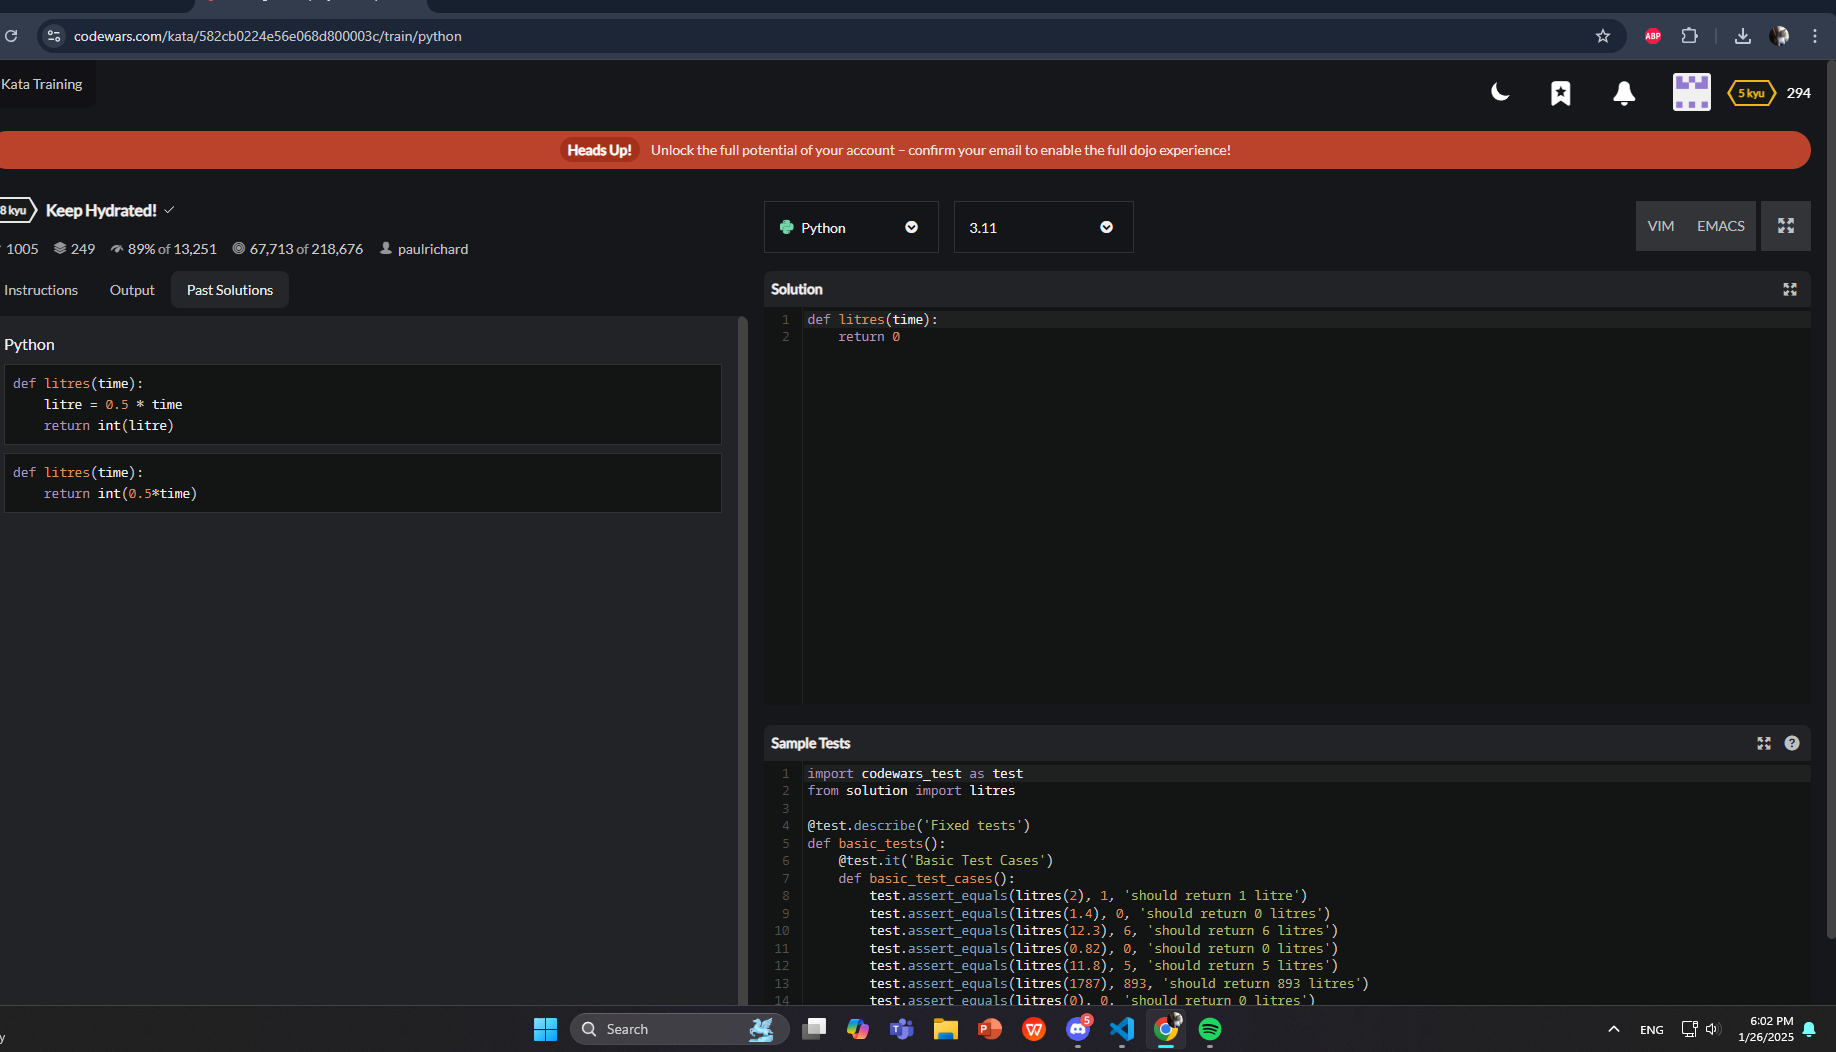 codewars.com/kata/582cb0224e56e068d800003c/train/python
ABP
Kata Training
5 kyu 294
Heads Up! Unlock the full potential of your account – confirm your email to enable the full dojo experience!
8 kyu Keep Hydrated!
1005 249 89% of 13,251 67,713 of 218,676 paulrichard
Instructions Output Past Solutions
Python
def litres(time):
    litre = 0.5 * time
    return int(litre)
def litres(time):
    return int(0.5*time)
Python 3.11 VIM EMACS
Solution
1 def litres(time):
2     return 0
Sample Tests
1 import codewars_test as test
2 from solution import litres
3
4 @test.describe('Fixed tests')
5 def basic_tests():
6     @test.it('Basic Test Cases')
7     def basic_test_cases():
8         test.assert_equals(litres(2), 1, 'should return 1 litre')
9         test.assert_equals(litres(1.4), 0, 'should return 0 litres')
10         test.assert_equals(litres(12.3), 6, 'should return 6 litres')
11         test.assert_equals(litres(0.82), 0, 'should return 0 litres')
12         test.assert_equals(litres(11.8), 5, 'should return 5 litres')
13         test.assert_equals(litres(1787), 893, 'should return 893 litres')
14         test.assert_equals(litres(0), 0, 'should return 0 litres')
y
Search
5
ENG
6:02 PM
1/26/2025